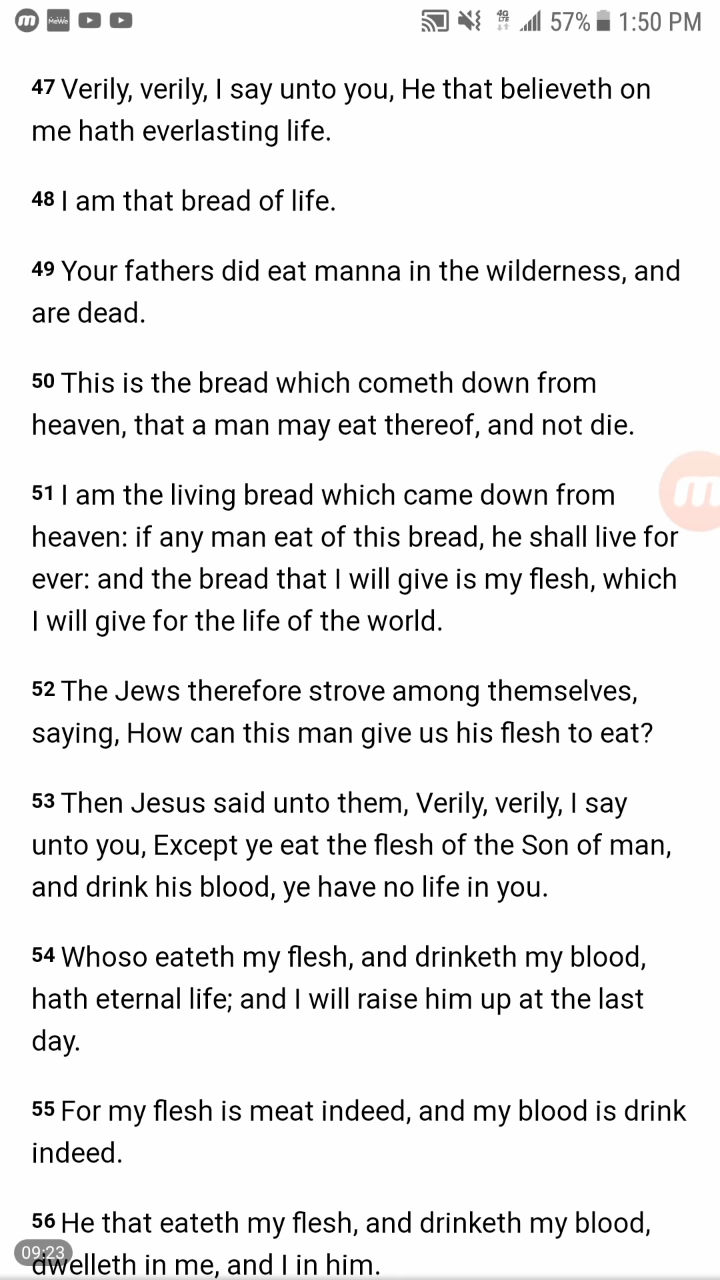 m MeWe 4G LTE 57% 1:50 PM
47 Verily, verily, I say unto you, He that believeth on
me hath everlasting life.
48 I am that bread of life.
49 Your fathers did eat manna in the wilderness, and
are dead.
50 This is the bread which cometh down from
heaven, that a man may eat thereof, and not die.
51 I am the living bread which came down from
heaven: if any man eat of this bread, he shall live for
ever: and the bread that I will give is my flesh, which
I will give for the life of the world.
m
52 The Jews therefore strove among themselves,
saying, How can this man give us his flesh to eat?
53 Then Jesus said unto them, Verily, verily, I say
unto you, Except ye eat the flesh of the Son of man,
and drink his blood, ye have no life in you.
54 Whoso eateth my flesh, and drinketh my blood,
hath eternal life; and I will raise him up at the last
day.
55 For my flesh is meat indeed, and my blood is drink
indeed.
56 He that eateth my flesh, and drinketh my blood,
09:23
dwelleth in me, and I in him.